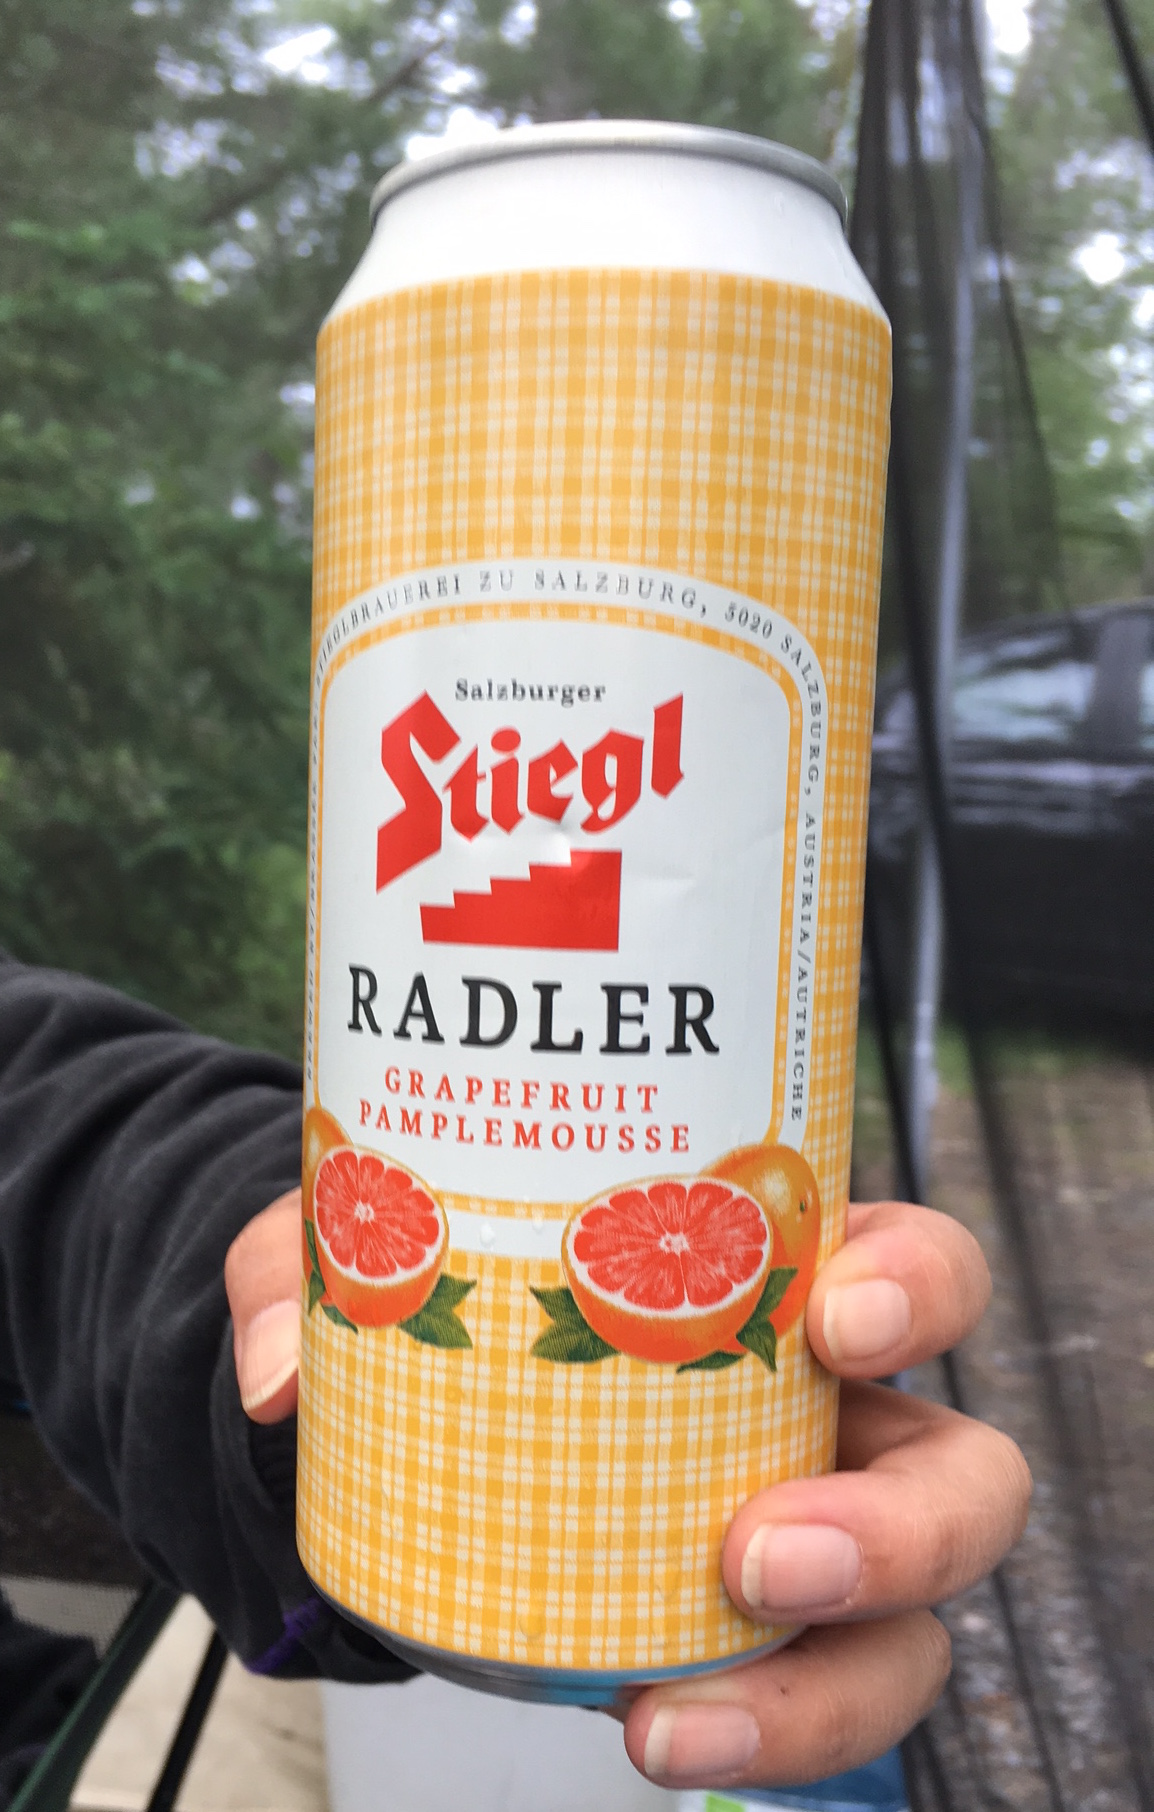 STIEGLBRAUEREI ZU SALZBURG, 5020 SALZBURG, AUSTRIA/AUTRICHE
Salzburger
Stiegl
RADLER
GRAPEFRUIT
PAMPLEMOUSSE